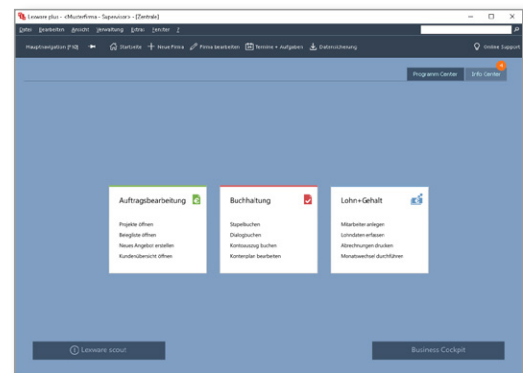 Lexware plus - <Musterfirma - Supervisor> - [Zentrale]
Datei Bearbeiten Ansicht Verwaltung Extras Fenster ?
Hauptnavigation (F10) Startseite Neue Firma Firma bearbeiten Termine + Aufgaben Datensicherung Online Support
Programm Center Info Center
Auftragsbearbeitung
Projekte öffnen
Belegliste öffnen
Neues Angebot erstellen
Kundenübersicht öffnen
Buchhaltung
Stapelbuchen
Dialogbuchen
Kontoauszug buchen
Kontenplan bearbeiten
Lohn+Gehalt
Mitarbeiter anlegen
Lohndaten erfassen
Abrechnungen drucken
Monatswechsel durchführen
Lexware scout
Business Cockpit